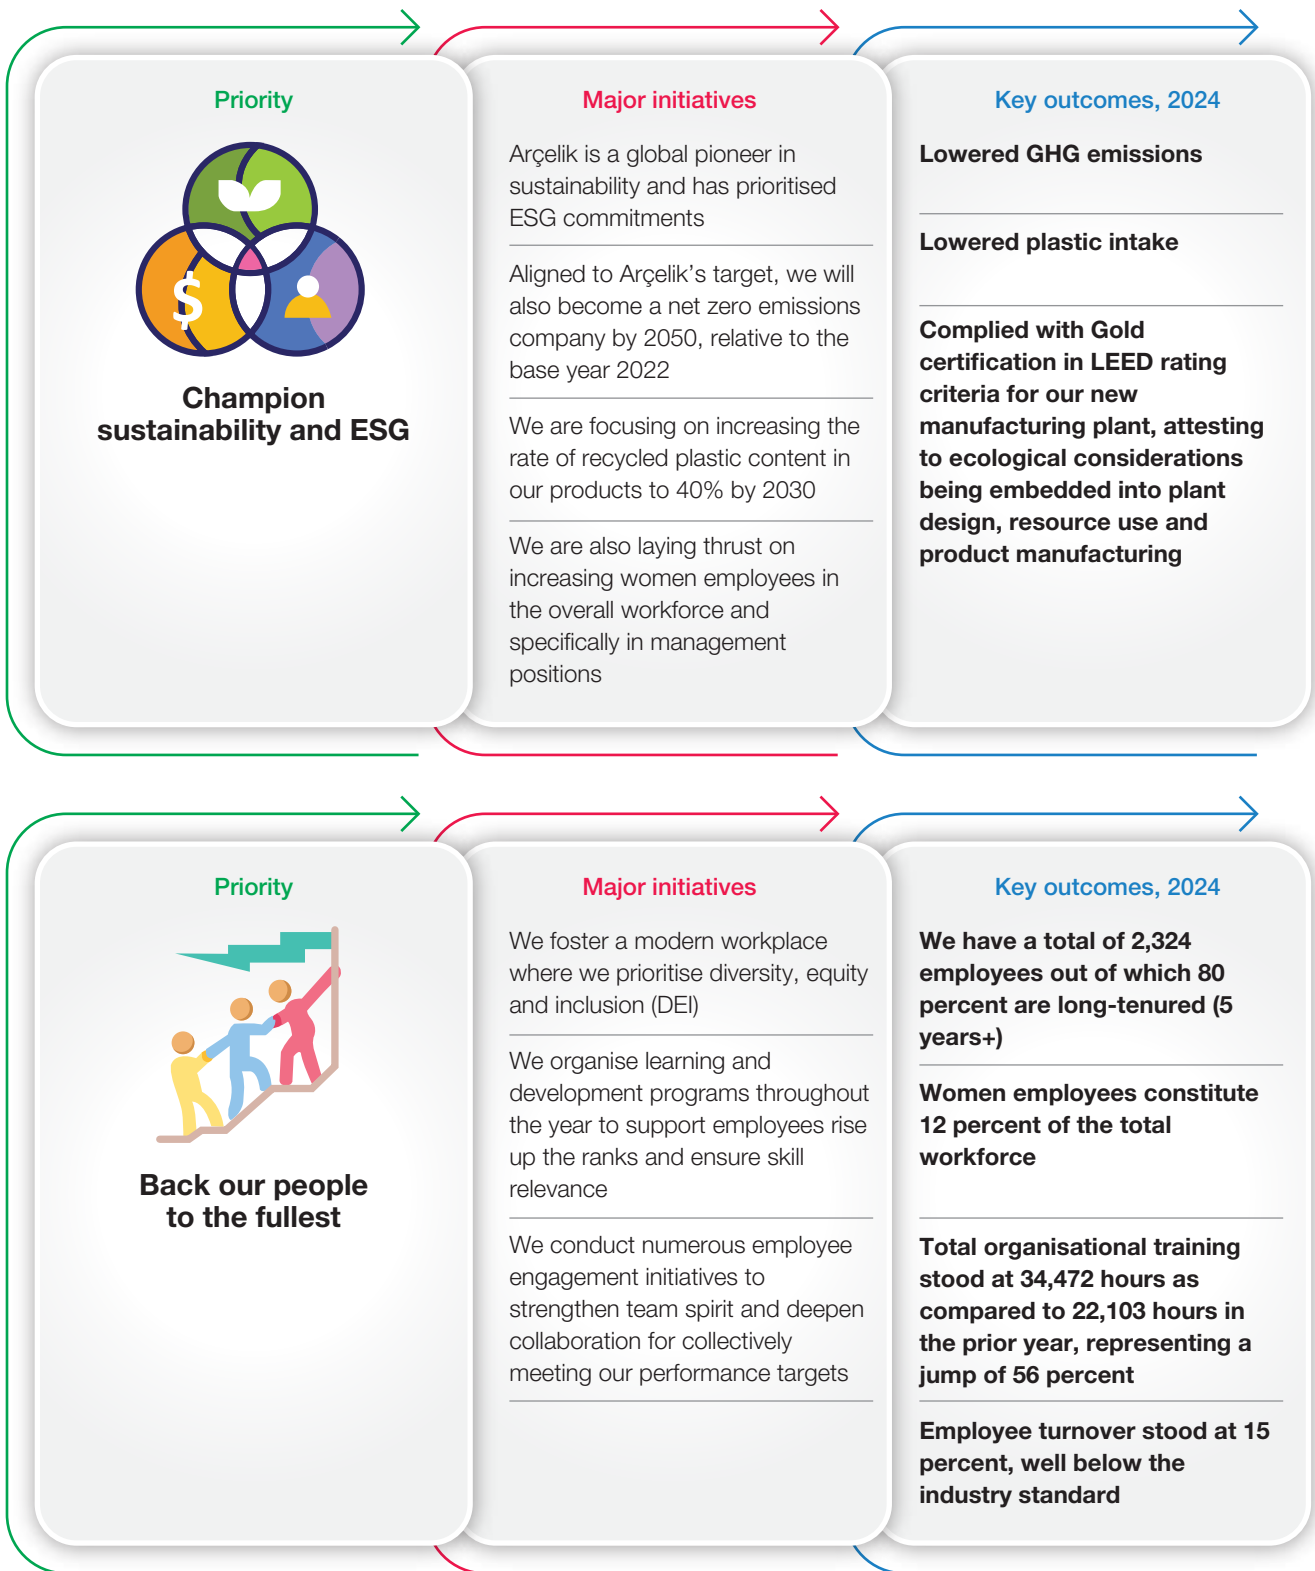 Priority
$
Champion
sustainability and ESG
Major initiatives
Arçelik is a global pioneer in
sustainability and has prioritised
ESG commitments
Aligned to Arçelik’s target, we will
also become a net zero emissions
company by 2050, relative to the
base year 2022
We are focusing on increasing the
rate of recycled plastic content in
our products to 40% by 2030
We are also laying thrust on
increasing women employees in
the overall workforce and
specifically in management
positions
Key outcomes, 2024
Lowered GHG emissions
Lowered plastic intake
Complied with Gold
certification in LEED rating
criteria for our new
manufacturing plant, attesting
to ecological considerations
being embedded into plant
design, resource use and
product manufacturing
Priority
Back our people
to the fullest
Major initiatives
We foster a modern workplace
where we prioritise diversity, equity
and inclusion (DEI)
We organise learning and
development programs throughout
the year to support employees rise
up the ranks and ensure skill
relevance
We conduct numerous employee
engagement initiatives to
strengthen team spirit and deepen
collaboration for collectively
meeting our performance targets
Key outcomes, 2024
We have a total of 2,324
employees out of which 80
percent are long-tenured (5
years+)
Women employees constitute
12 percent of the total
workforce
Total organisational training
stood at 34,472 hours as
compared to 22,103 hours in
the prior year, representing a
jump of 56 percent
Employee turnover stood at 15
percent, well below the
industry standard